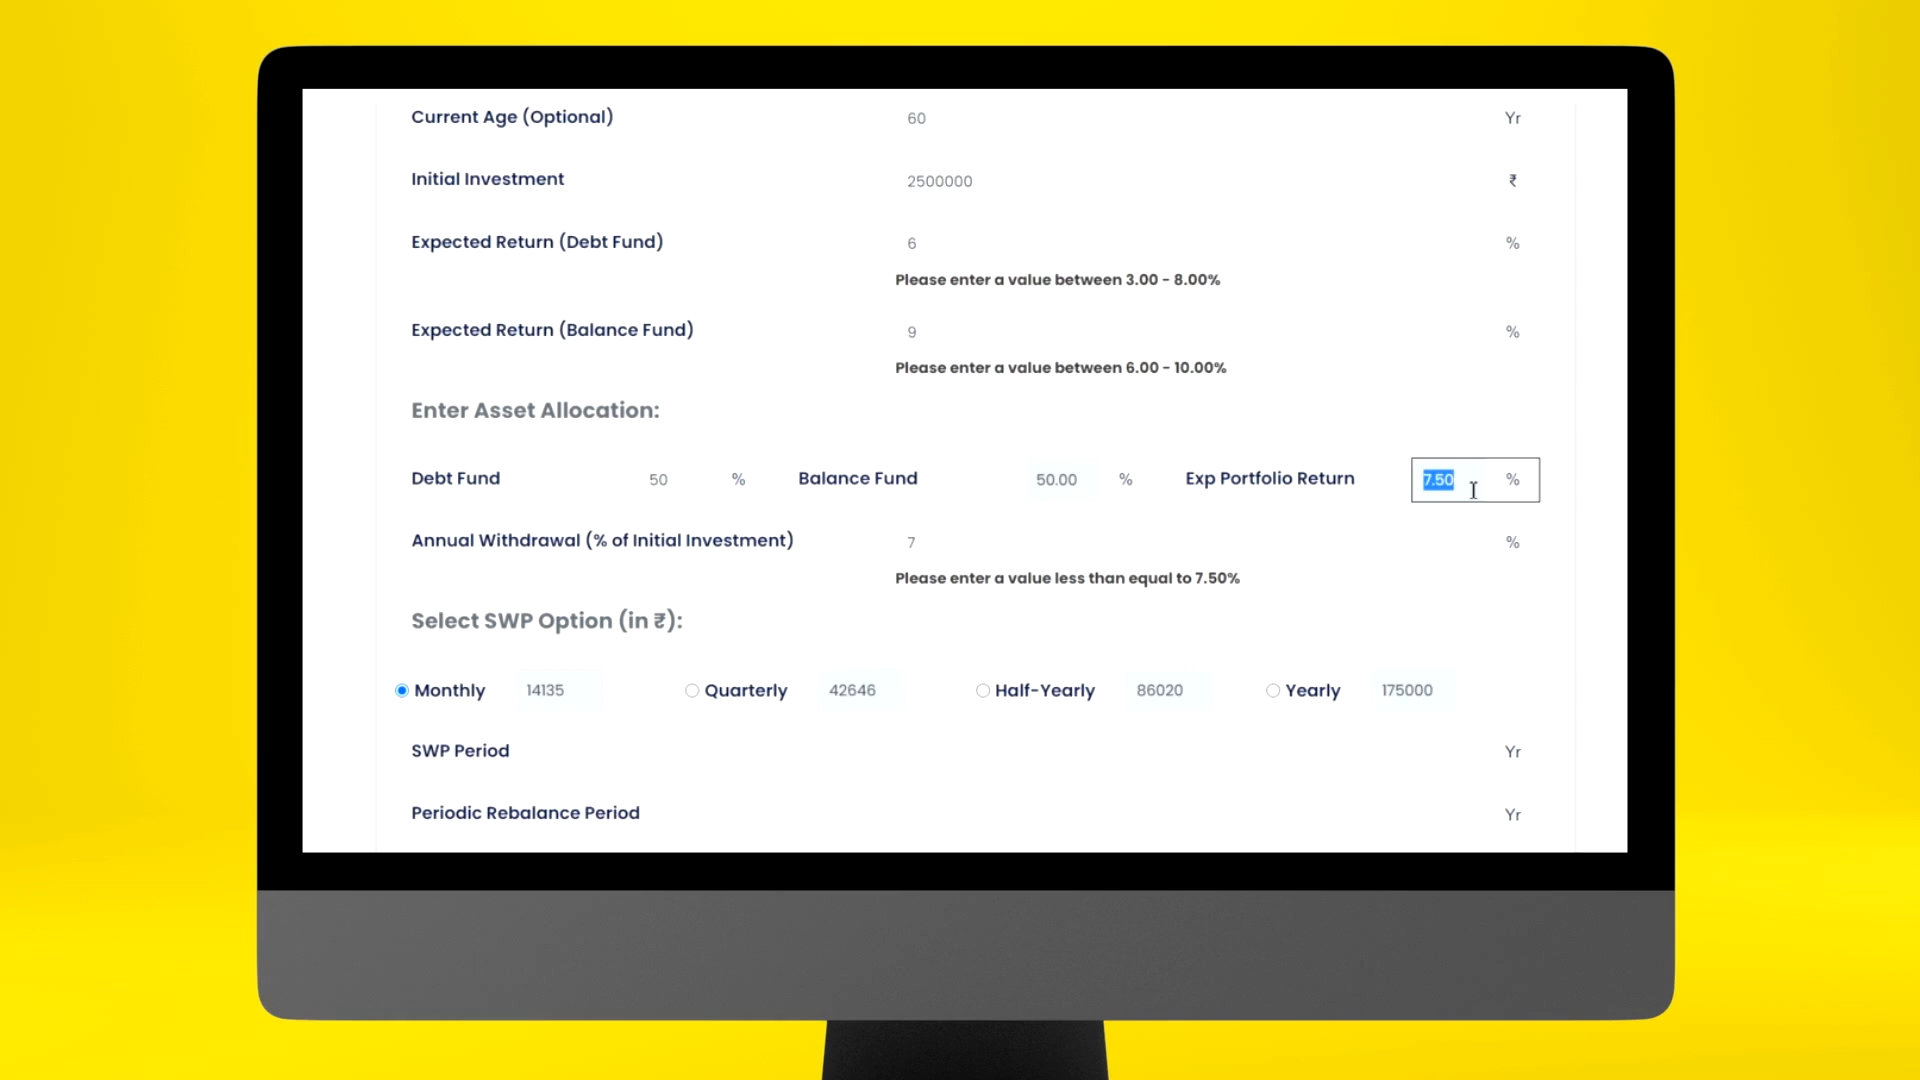 Current Age (Optional) 60 Yr
Initial Investment 2500000 ₹
Expected Return (Debt Fund) 6 %
Please enter a value between 3.00 - 8.00%
Expected Return (Balance Fund) 9 %
Please enter a value between 6.00 - 10.00%
Enter Asset Allocation:
Debt Fund 50 % Balance Fund 50.00 % Exp Portfolio Return 7.50 %
Annual Withdrawal (% of Initial Investment) 7 %
Please enter a value less than equal to 7.50%
Select SWP Option (in ₹):
Monthly 14135 Quarterly 42646 Half-Yearly 86020 Yearly 175000
SWP Period Yr
Periodic Rebalance Period Yr